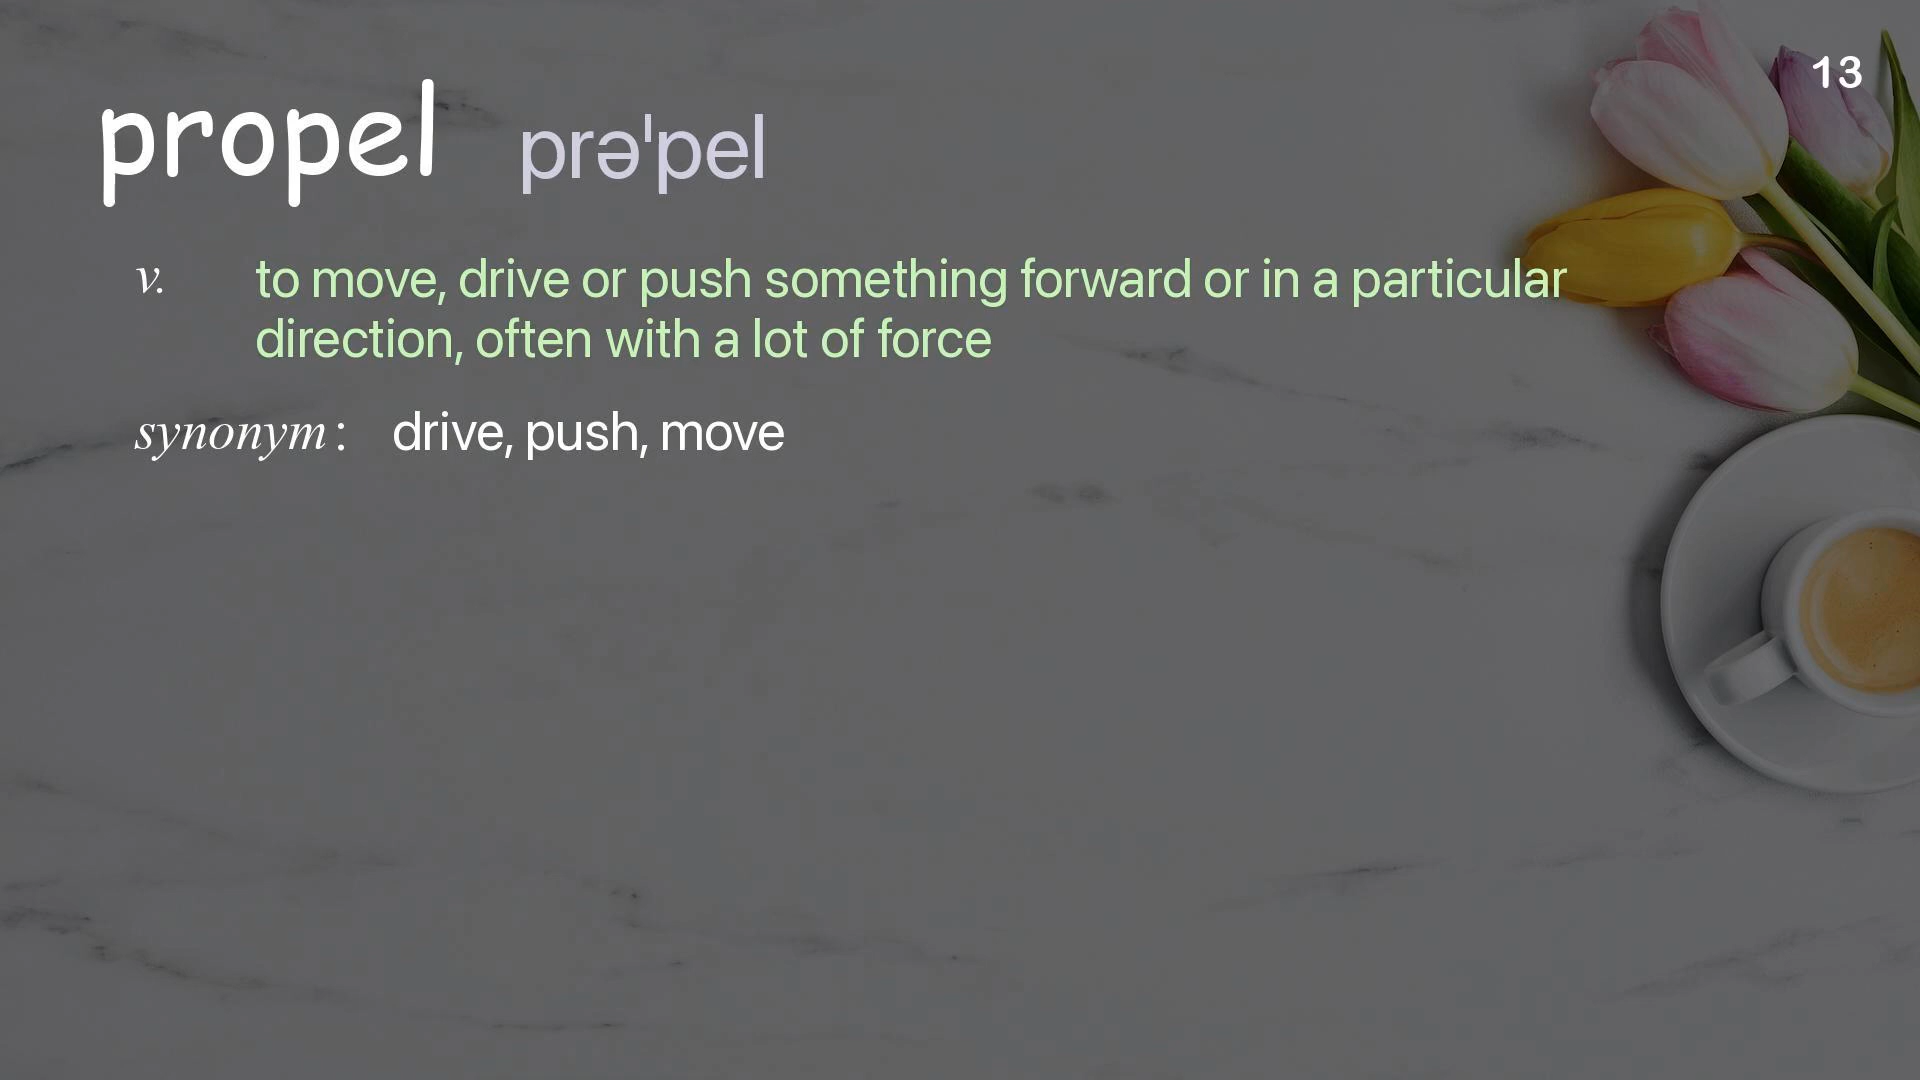 13
propel prəˈpel
v. to move, drive or push something forward or in a particular
direction, often with a lot of force
synonym: drive, push, move